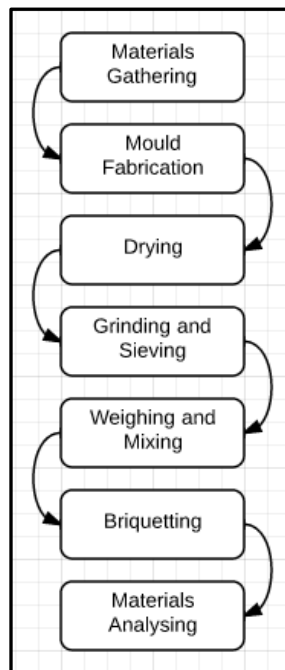 Materials
Gathering
Mould
Fabrication
Drying
Grinding and
Sieving
Weighing and
Mixing
Briquetting
Materials
Analysing